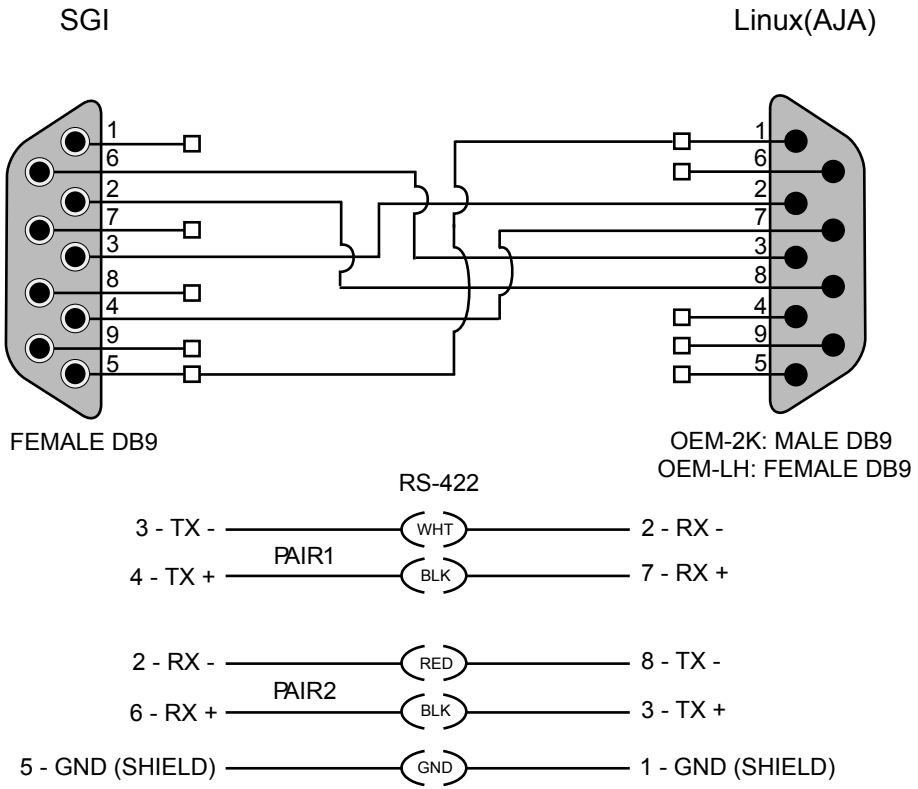 SGI
Linux(AJA)
1
6
2
7
3
8
4
9
5
1
6
2
7
3
8
4
9
5
FEMALE DB9
OEM-2K: MALE DB9
OEM-LH: FEMALE DB9
RS-422
3 - TX - WHT 2 - RX -
PAIR1
4 - TX + BLK 7 - RX +
2 - RX - RED 8 - TX -
PAIR2
6 - RX + BLK 3 - TX +
5 - GND (SHIELD) GND 1 - GND (SHIELD)